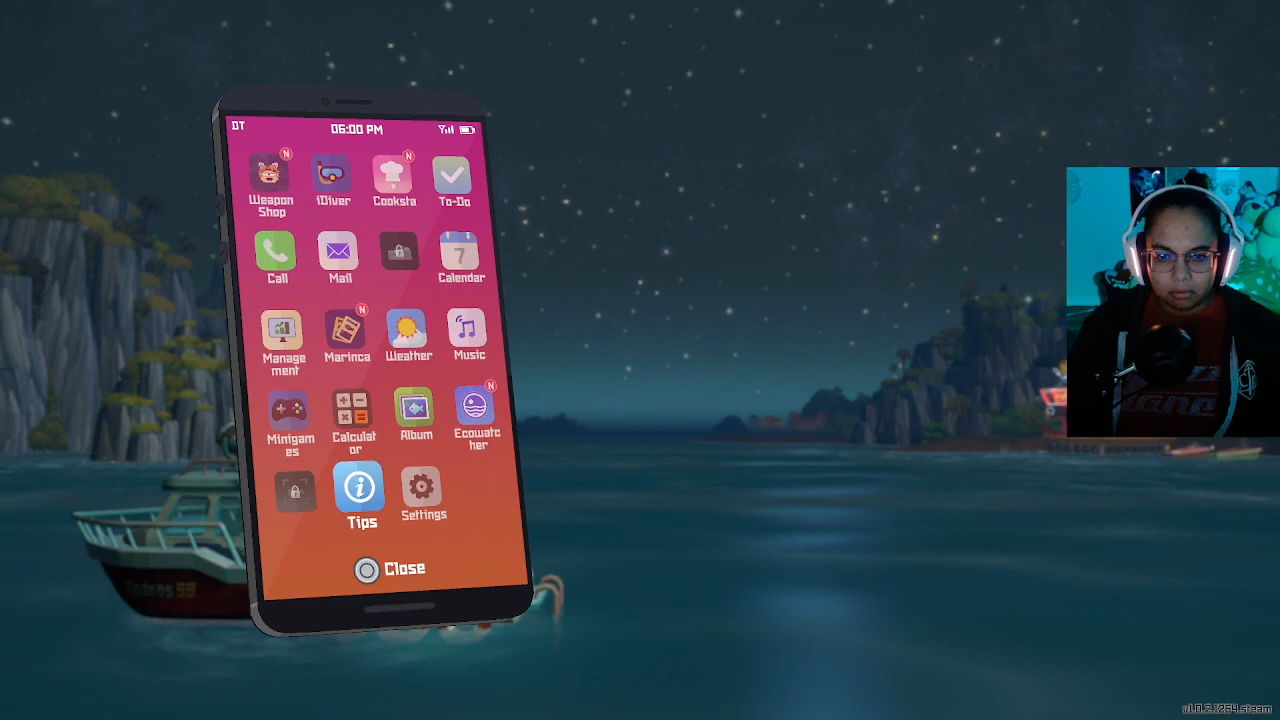 DT
06:00 PM
N
N
Weapon
Shop
iDiver
Cooksta
To-Do
Call
Mail
7
Calendar
N
Manage
ment
Marinca
Weather
Music
N
Minigam
es
Calculat
or
Album
Ecowatc
her
i
Tips
Settings
Close
v1.0.2.1254.steam